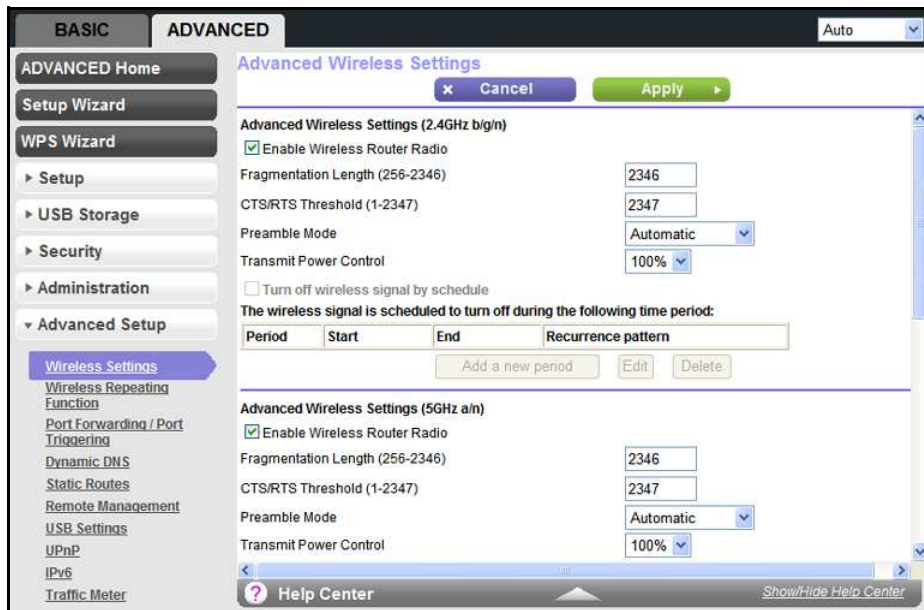 BASIC
ADVANCED
Auto
ADVANCED Home
Setup Wizard
WPS Wizard
Setup
USB Storage
Security
Administration
Advanced Setup
Wireless Settings
Wireless Repeating
Function
Port Forwarding / Port
Triggering
Dynamic DNS
Static Routes
Remote Management
USB Settings
UPnP
IPv6
Traffic Meter
Advanced Wireless Settings
x Cancel
Apply
Advanced Wireless Settings (2.4GHz b/g/n)
Enable Wireless Router Radio
Fragmentation Length (256-2346) 2346
CTS/RTS Threshold (1-2347) 2347
Preamble Mode Automatic
Transmit Power Control 100%
Turn off wireless signal by schedule
The wireless signal is scheduled to turn off during the following time period:
Period Start End Recurrence pattern
Add a new period Edit Delete
Advanced Wireless Settings (5GHz a/n)
Enable Wireless Router Radio
Fragmentation Length (256-2346) 2346
CTS/RTS Threshold (1-2347) 2347
Preamble Mode Automatic
Transmit Power Control 100%
? Help Center
Show/Hide Help Center